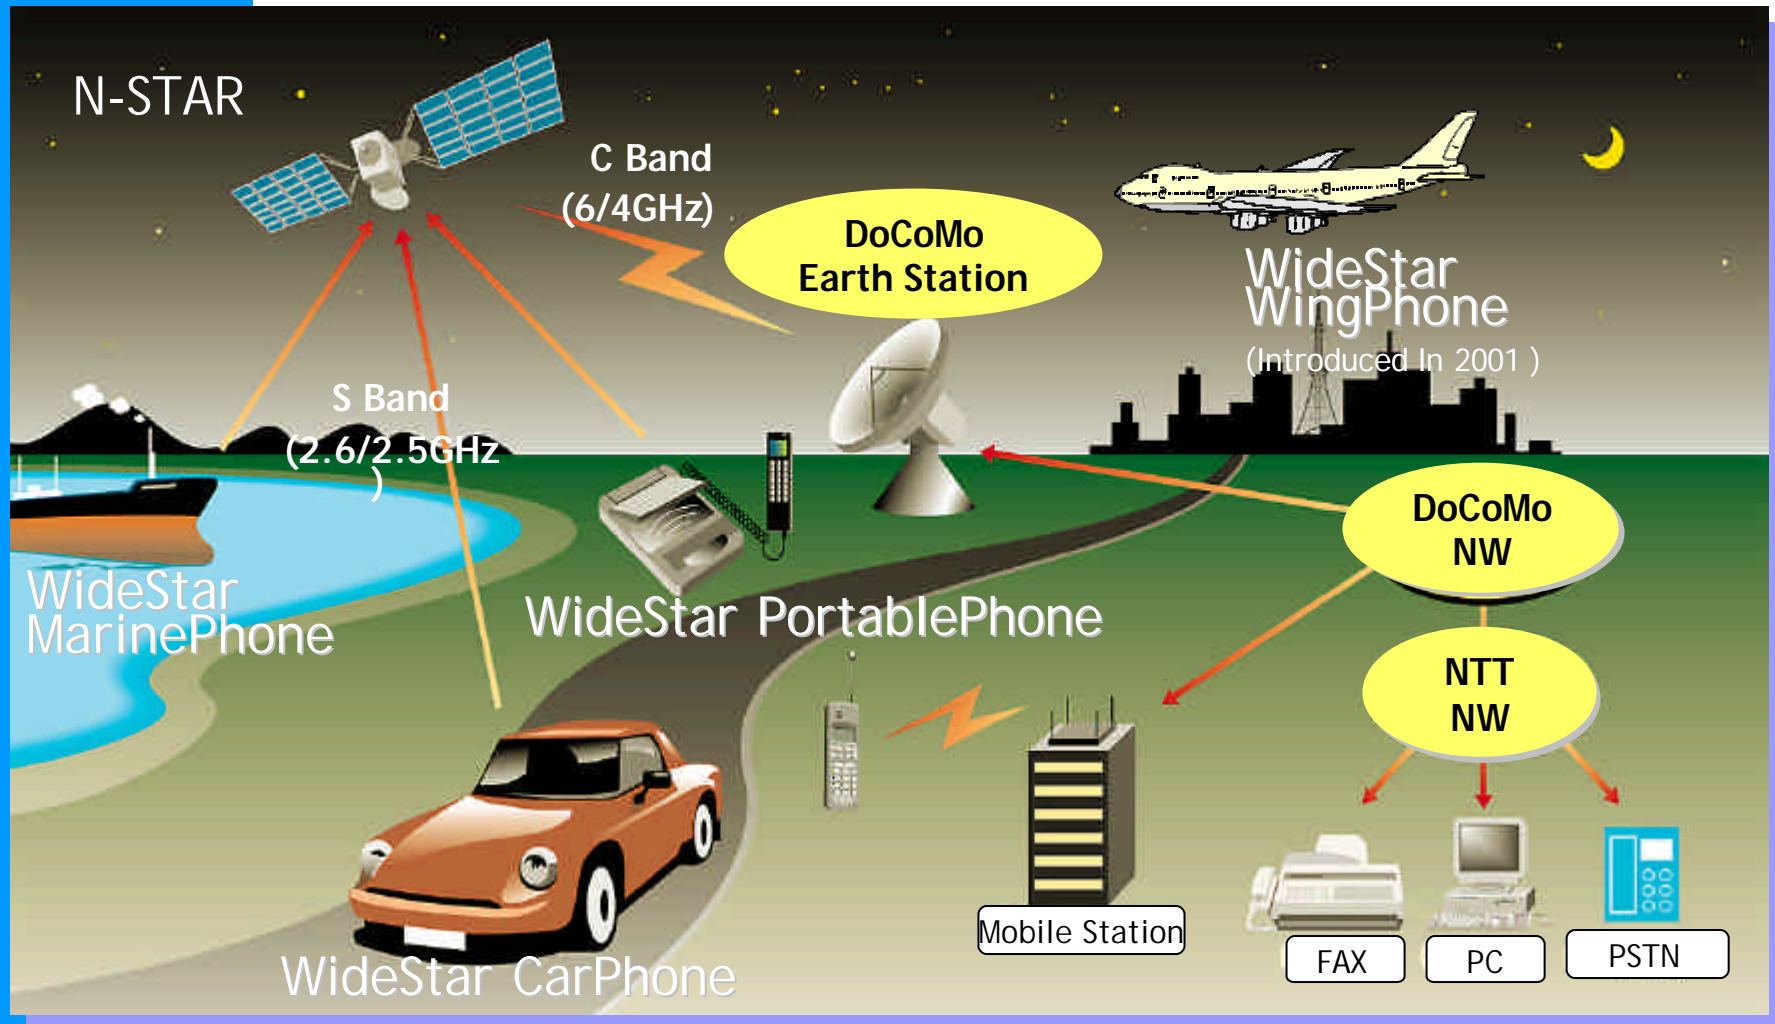 N-STAR
C Band
(6/4GHz)
DoCoMo
Earth Station
WideStar
WingPhone
(Introduced In 2001 )
S Band
(2.6/2.5GHz
)
DoCoMo
NW
WideStar
MarinePhone
WideStar PortablePhone
NTT
NW
Mobile Station
FAX
PC
PSTN
WideStar CarPhone